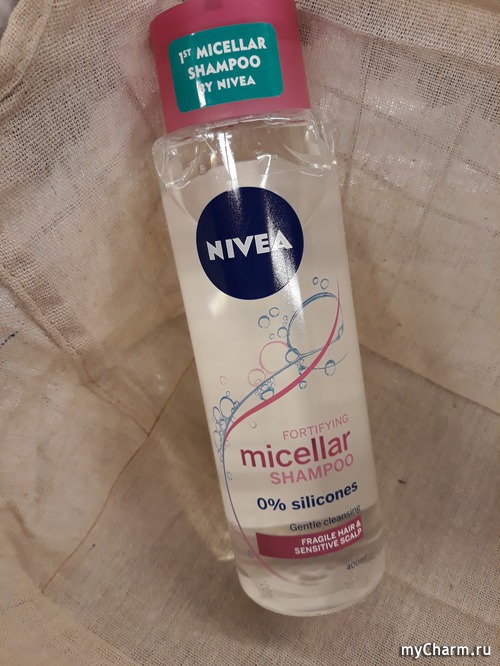 1ST MICELLAR
SHAMPOO
BY NIVEA
NIVEA
FORTIFYING
micellar
SHAMPOO
0% silicones
Gentle cleansing
FRAGILE HAIR &
SENSITIVE SCALP
myCharm.ru